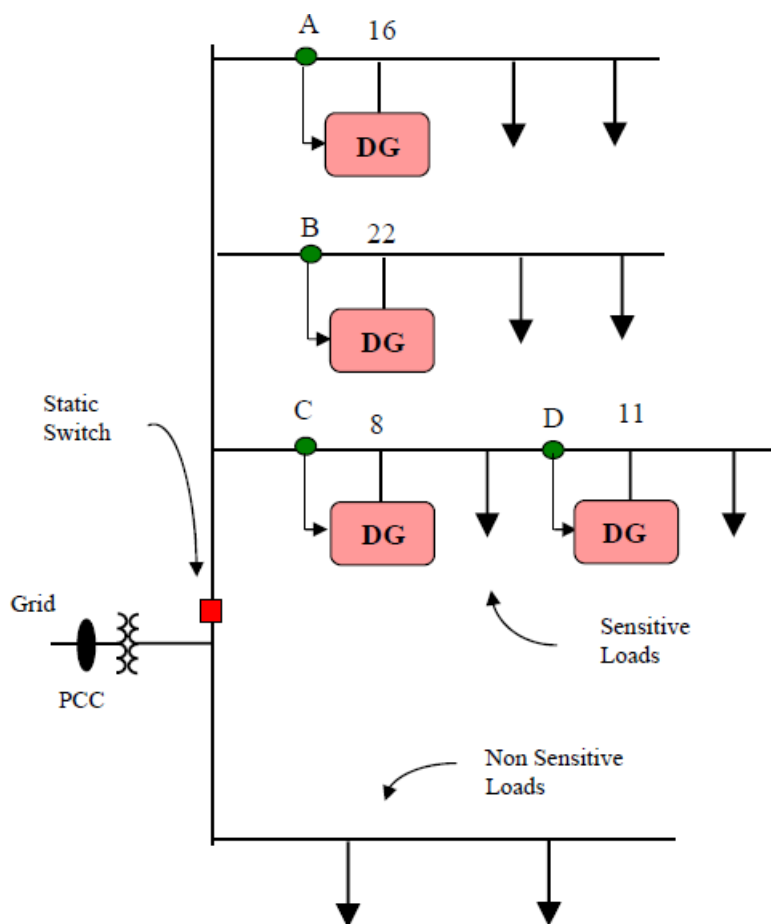 A
16
DG
B
22
DG
Static
Switch
C
8
D
11
DG
DG
Grid
PCC
Sensitive
Loads
Non Sensitive
Loads